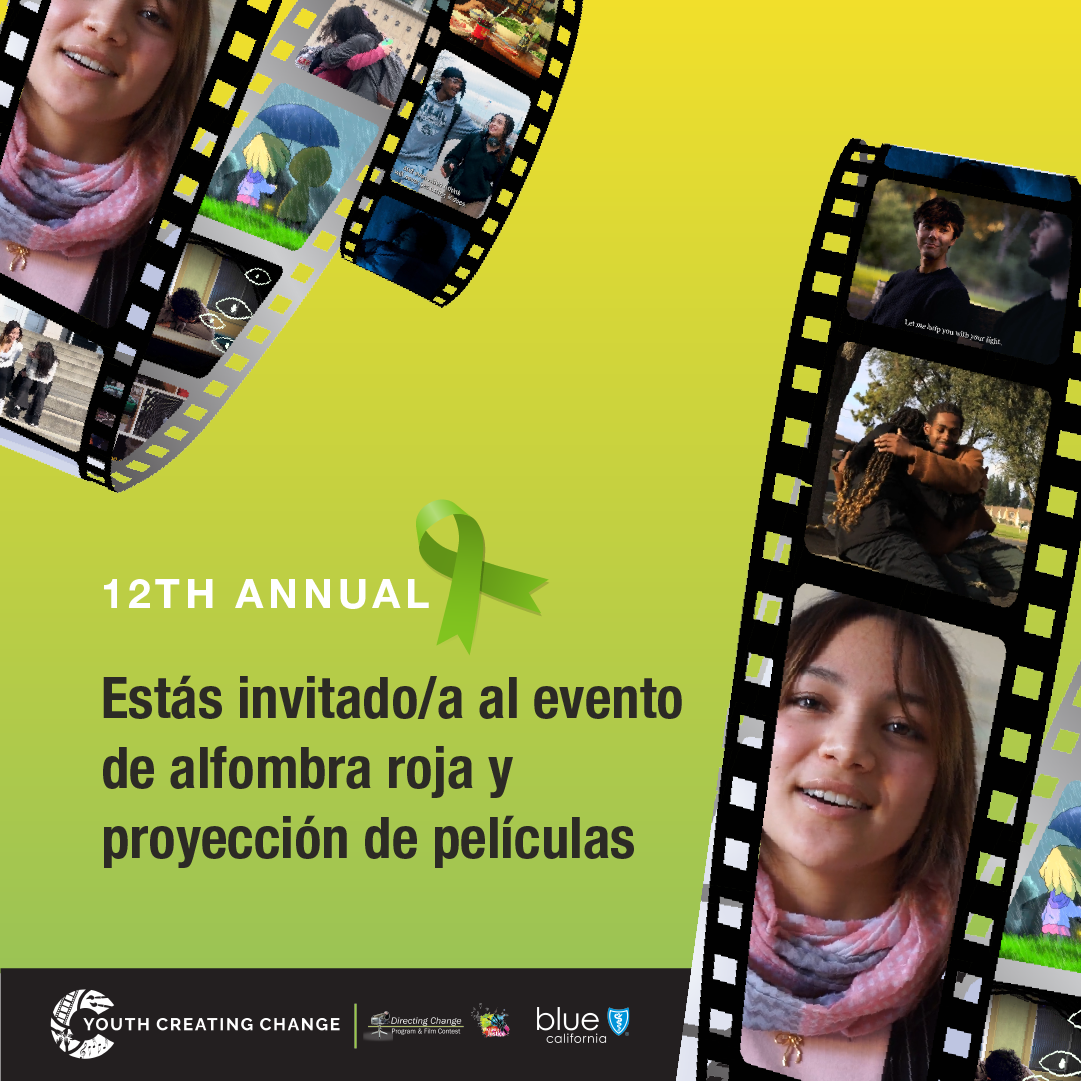 Let me help you with your light.
12TH ANNUAL
Estás invitado/a al evento
de alfombra roja y
proyección de películas
YOUTH CREATING CHANGE
Directing Change
Program & Film Contest
blue
california